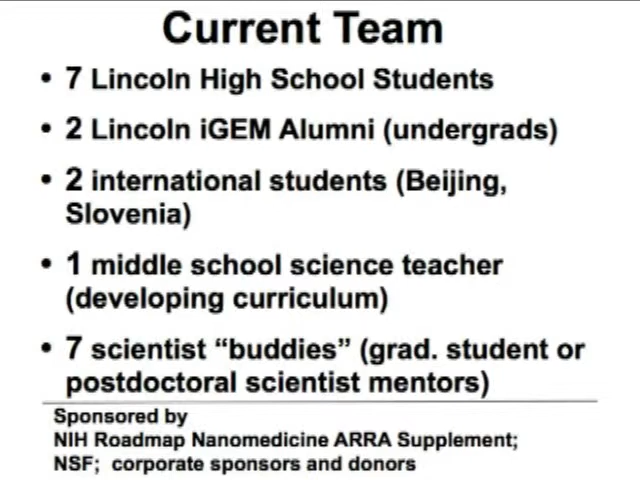 Current Team
• 7 Lincoln High School Students
• 2 Lincoln iGEM Alumni (undergrads)
• 2 international students (Beijing,
Slovenia)
• 1 middle school science teacher
(developing curriculum)
• 7 scientist “buddies” (grad. student or
postdoctoral scientist mentors)
Sponsored by
NIH Roadmap Nanomedicine ARRA Supplement;
NSF;  corporate sponsors and donors